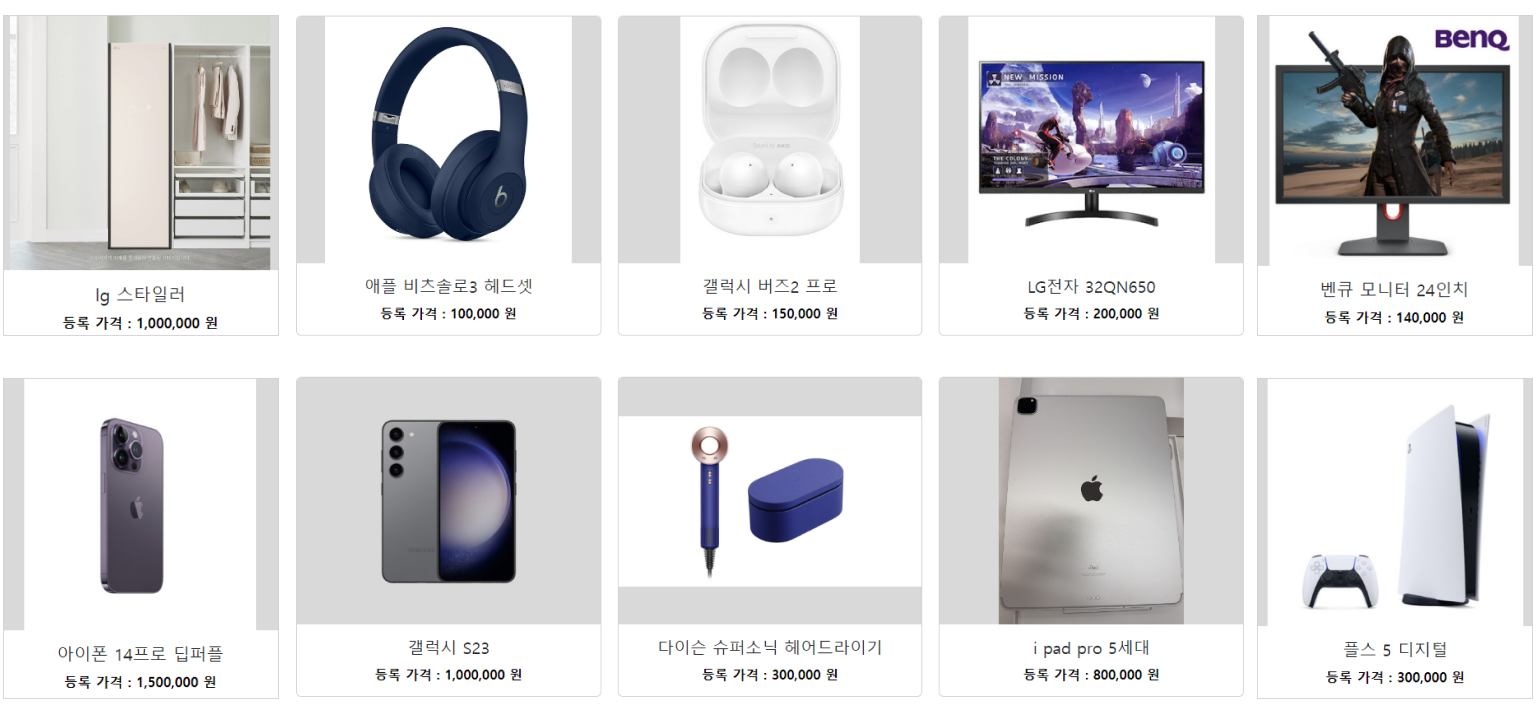 BenQ
NEW MISSION
THE COLONY
lg 스타일러
등록 가격 : 1,000,000 원
애플 비츠솔로3 헤드셋
등록 가격 : 100,000 원
갤럭시 버즈2 프로
등록 가격 : 150,000 원
LG전자 32QN650
등록 가격 : 200,000 원
벤큐 모니터 24인치
등록 가격 : 140,000 원
아이폰 14프로 딥퍼플
등록 가격 : 1,500,000 원
갤럭시 S23
등록 가격 : 1,000,000 원
다이슨 슈퍼소닉 헤어드라이기
등록 가격 : 300,000 원
i pad pro 5세대
등록 가격 : 800,000 원
플스 5 디지털
등록 가격 : 300,000 원